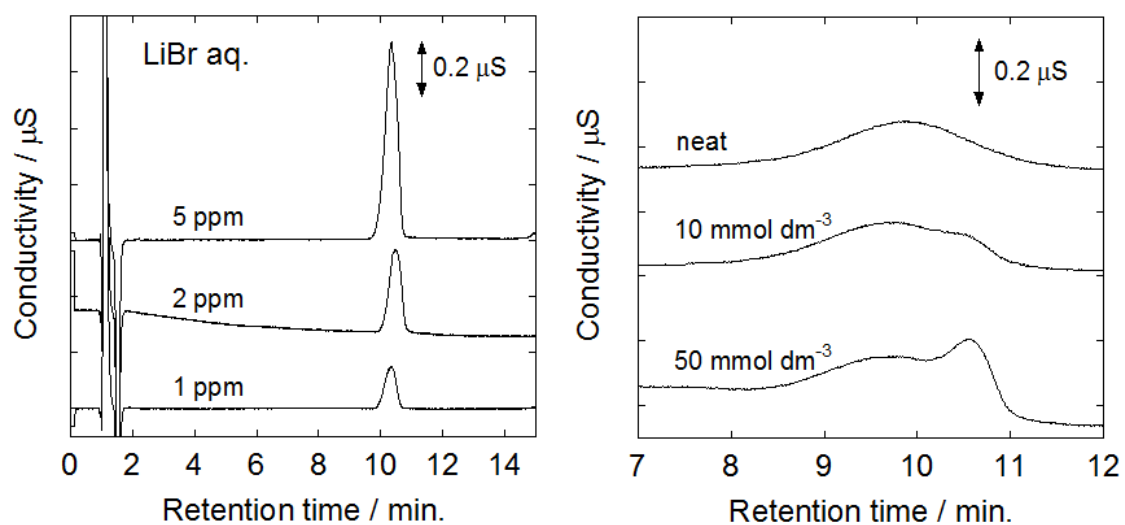 LiBr aq.
0.2 μS
5 ppm
2 ppm
1 ppm
Conductivity / μS
0 2 4 6 8 10 12 14
Retention time / min.
0.2 μS
neat
10 mmol dm⁻³
50 mmol dm⁻³
Conductivity / μS
7 8 9 10 11 12
Retention time / min.